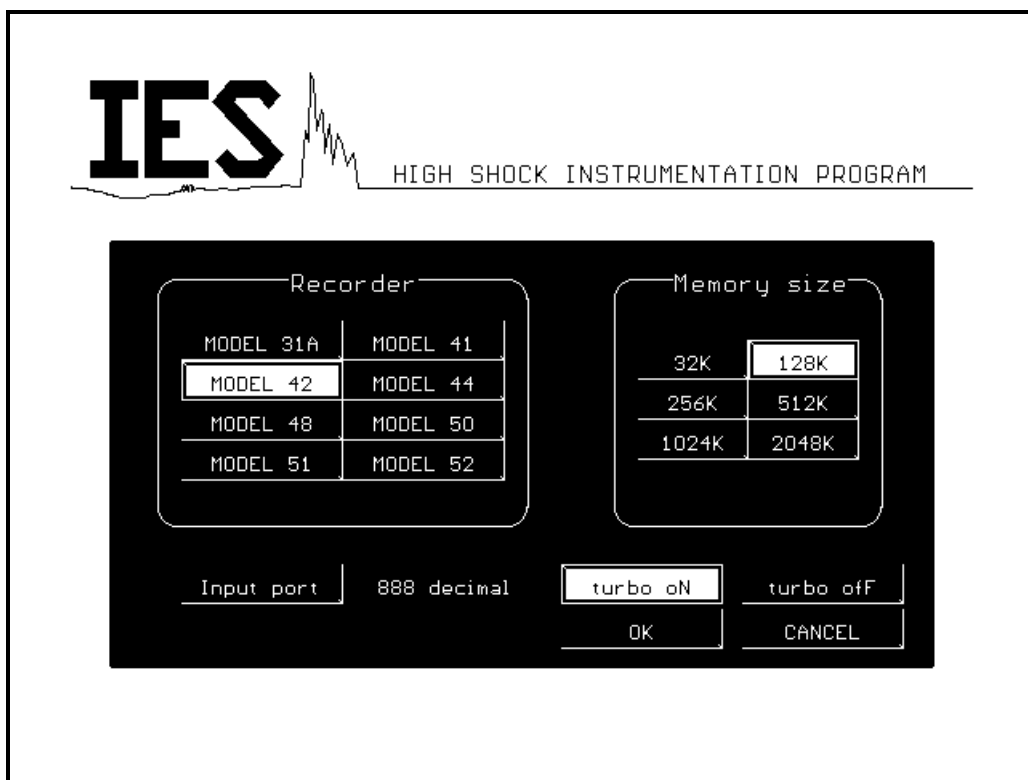 IES
HIGH SHOCK INSTRUMENTATION PROGRAM
Recorder
MODEL 31A MODEL 41
MODEL 42 MODEL 44
MODEL 48 MODEL 50
MODEL 51 MODEL 52
Memory size
32K 128K
256K 512K
1024K 2048K
Input port 888 decimal turbo oN turbo ofF
OK CANCEL